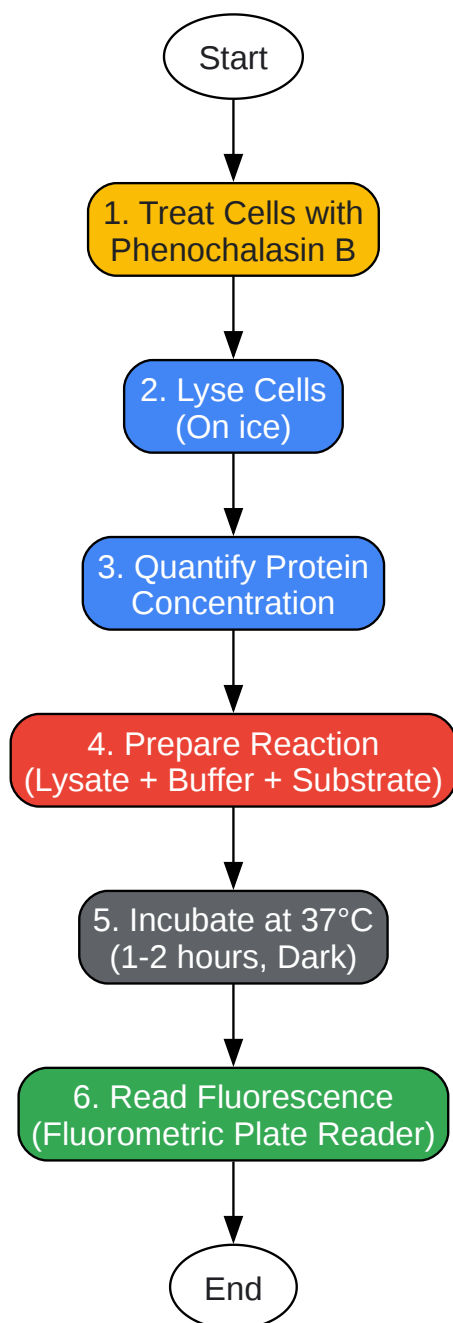 Start
1. Treat Cells with
Phenochalasin B
2. Lyse Cells
(On ice)
3. Quantify Protein
Concentration
4. Prepare Reaction
(Lysate + Buffer + Substrate)
5. Incubate at 37°C
(1-2 hours, Dark)
6. Read Fluorescence
(Fluorometric Plate Reader)
End